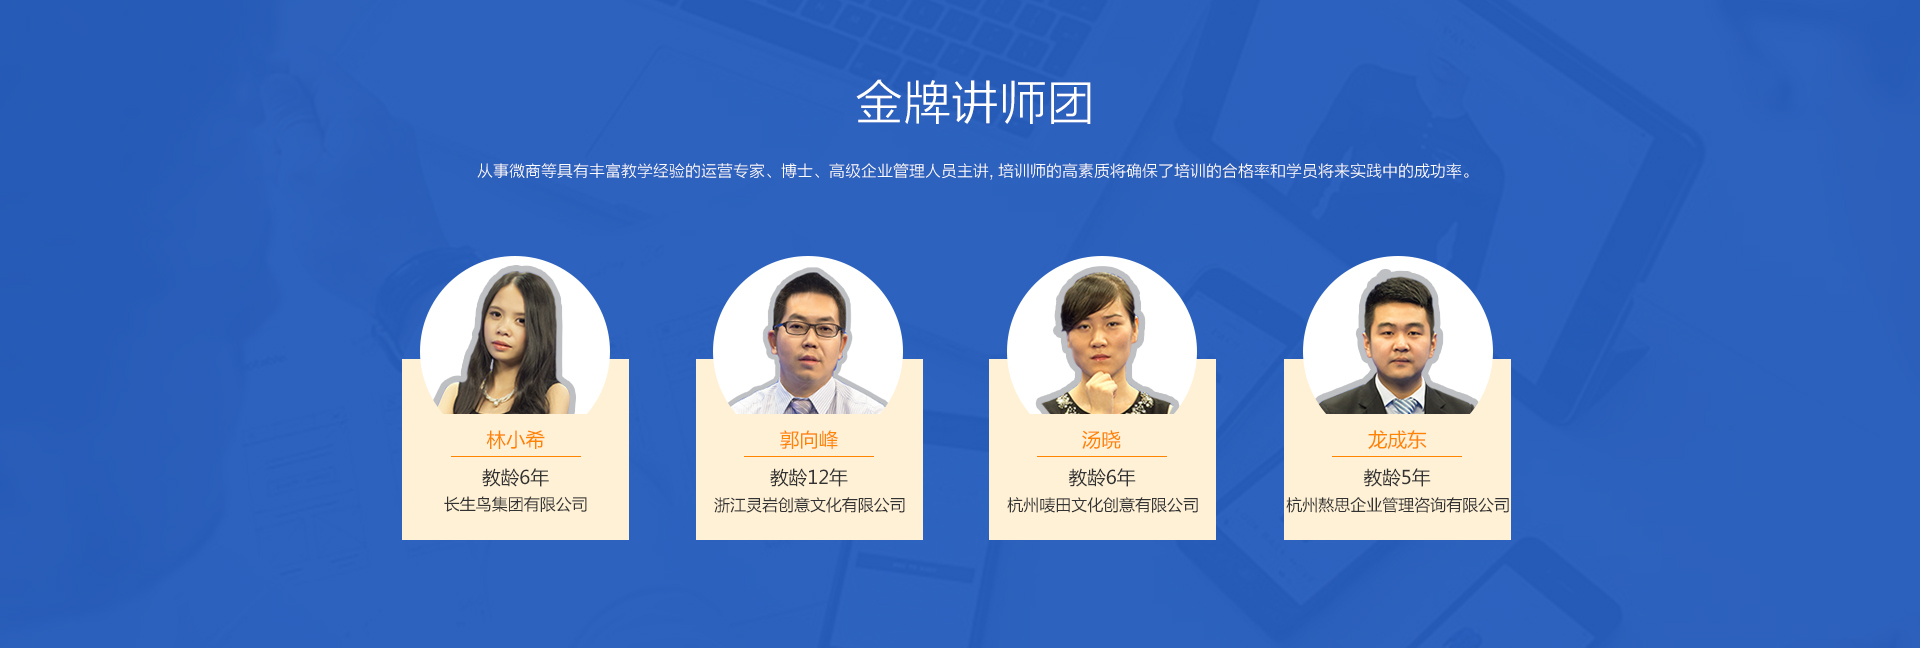 金牌讲师团
从事微商等具有丰富教学经验的运营专家、博士、高级企业管理人员主讲, 培训师的高素质将确保了培训的合格率和学员将来实践中的成功率。
林小希
教龄6年
长生鸟集团有限公司
郭向峰
教龄12年
浙江灵岩创意文化有限公司
汤晓
教龄6年
杭州唛田文化创意有限公司
龙成东
教龄5年
杭州熬思企业管理咨询有限公司